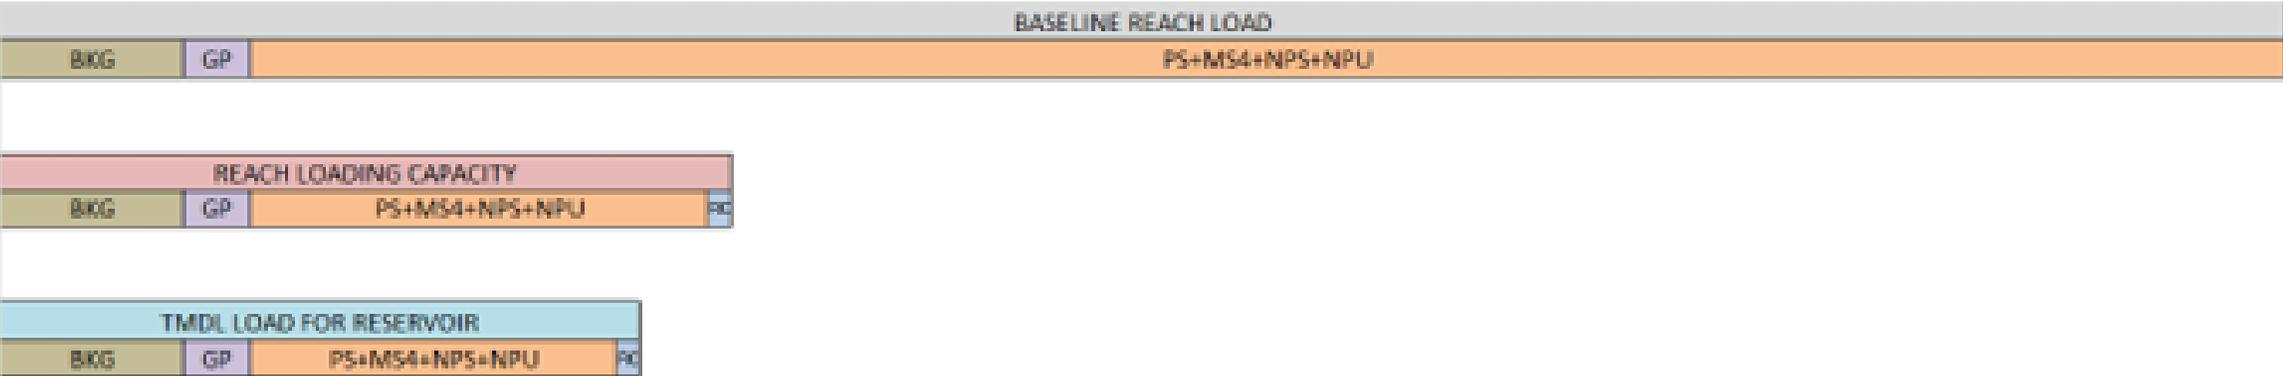 BASELINE REACH LOAD
BKG GP PS+MS4+NPS+NPU
REACH LOADING CAPACITY
BKG GP PS+MS4+NPS+NPU
TMDL LOAD FOR RESERVOIR
BKG GP PS+MS4+NPS+NPU